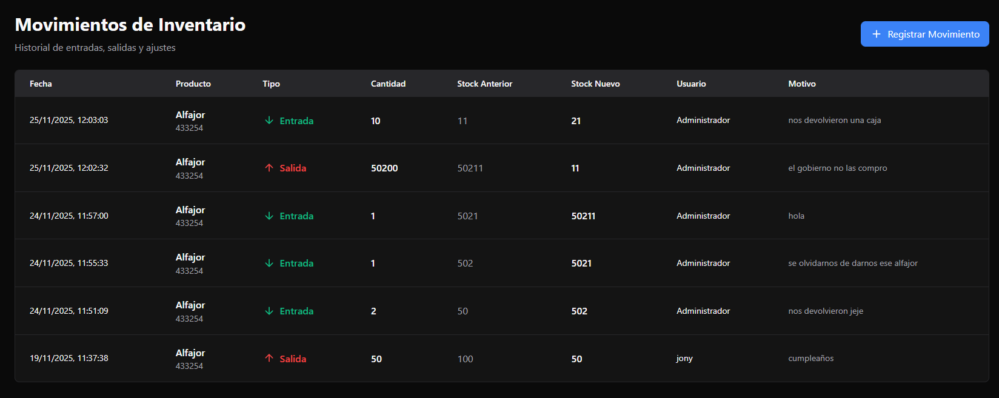 Movimientos de Inventario
Historial de entradas, salidas y ajustes
Registrar Movimiento
Fecha Producto Tipo Cantidad Stock Anterior Stock Nuevo Usuario Motivo
25/11/2025, 12:03:03 Alfajor 433254 Entrada 10 11 21 Administrador nos devolvieron una caja
25/11/2025, 12:02:32 Alfajor 433254 Salida 50200 50211 11 Administrador el gobierno no las compro
24/11/2025, 11:57:00 Alfajor 433254 Entrada 1 5021 50211 Administrador hola
24/11/2025, 11:55:33 Alfajor 433254 Entrada 1 502 5021 Administrador se olvidarnos de darnos ese alfajor
24/11/2025, 11:51:09 Alfajor 433254 Entrada 2 50 502 Administrador nos devolvieron jeje
19/11/2025, 11:37:38 Alfajor 433254 Salida 50 100 50 jony cumpleaños